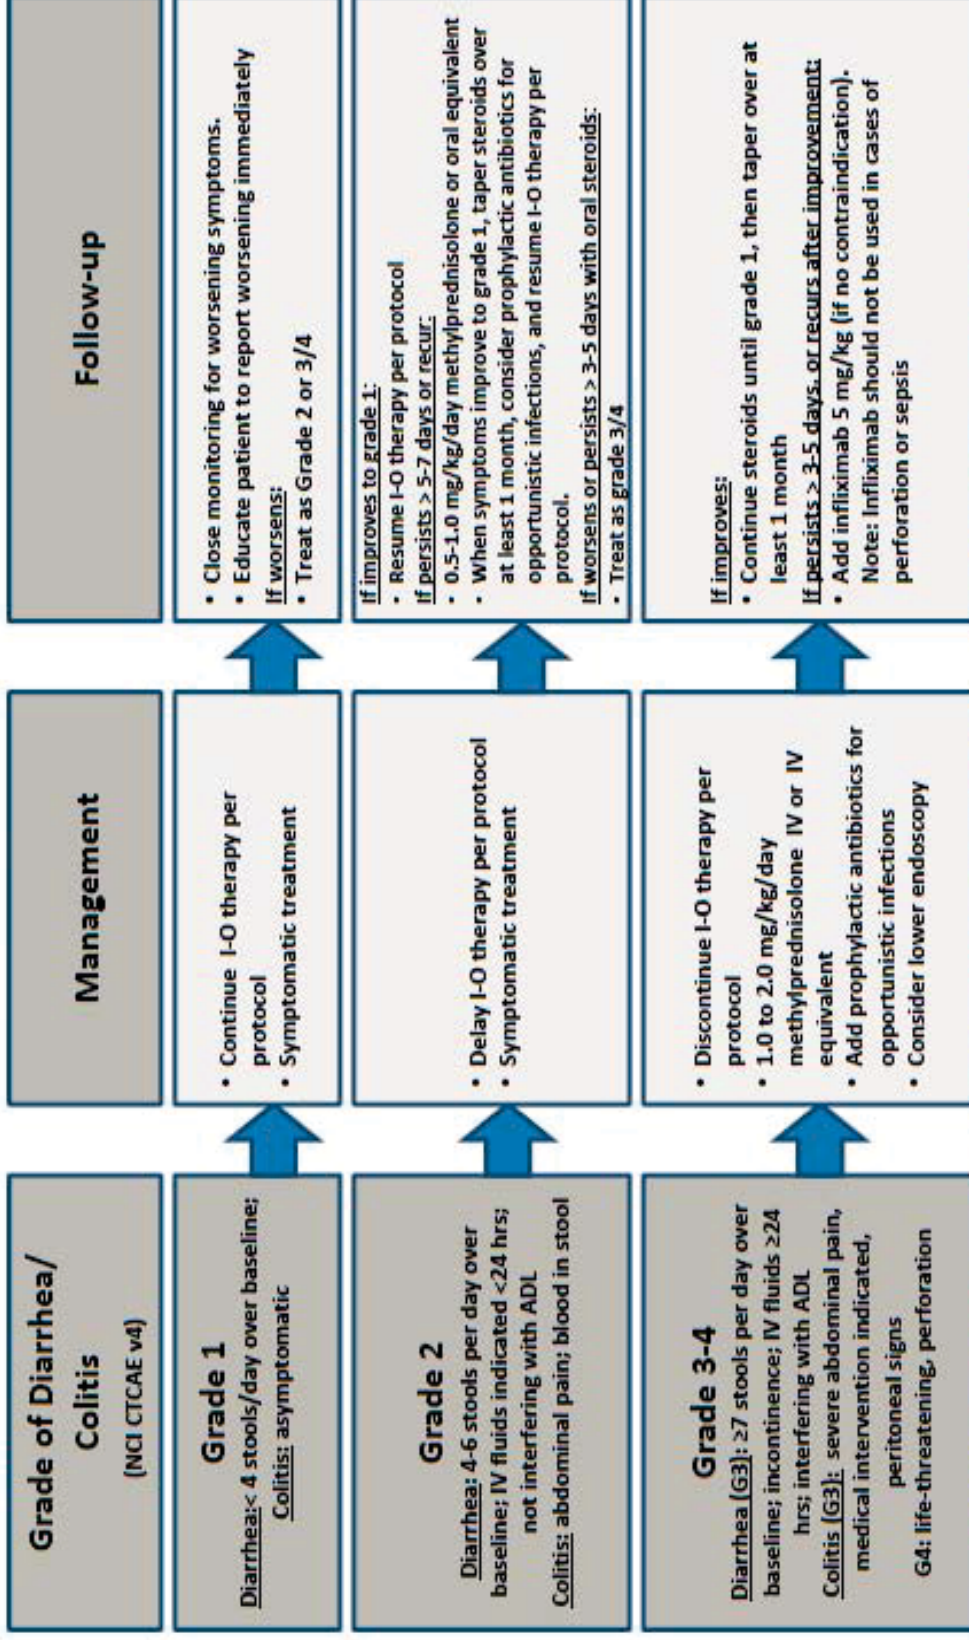 Grade of Diarrhea/
Colitis
(NCI CTCAE v4)
Management
Follow-up
Grade 1
Diarrhea:< 4 stools/day over baseline;
Colitis: asymptomatic
• Continue I-O therapy per
protocol
• Symptomatic treatment
• Close monitoring for worsening symptoms.
• Educate patient to report worsening immediately
If worsens:
• Treat as Grade 2 or 3/4
Grade 2
Diarrhea: 4-6 stools per day over
baseline; IV fluids indicated <24 hrs;
not interfering with ADL
Colitis: abdominal pain; blood in stool
• Delay I-O therapy per protocol
• Symptomatic treatment
If improves to grade 1:
• Resume I-O therapy per protocol
If persists > 5-7 days or recur:
• 0.5-1.0 mg/kg/day methylprednisolone or oral equivalent
• When symptoms improve to grade 1, taper steroids over
at least 1 month, consider prophylactic antibiotics for
opportunistic infections, and resume I-O therapy per
protocol.
If worsens or persists > 3-5 days with oral steroids:
• Treat as grade 3/4
Grade 3-4
Diarrhea (G3): ≥7 stools per day over
baseline; incontinence; IV fluids ≥24
hrs; interfering with ADL
Colitis (G3): severe abdominal pain,
medical intervention indicated,
peritoneal signs
G4: life-threatening, perforation
• Discontinue I-O therapy per
protocol
• 1.0 to 2.0 mg/kg/day
methylprednisolone IV or IV
equivalent
• Add prophylactic antibiotics for
opportunistic infections
• Consider lower endoscopy
If improves:
• Continue steroids until grade 1, then taper over at
least 1 month
If persists > 3-5 days, or recurs after improvement:
• Add infliximab 5 mg/kg (if no contraindication).
Note: Infliximab should not be used in cases of
perforation or sepsis